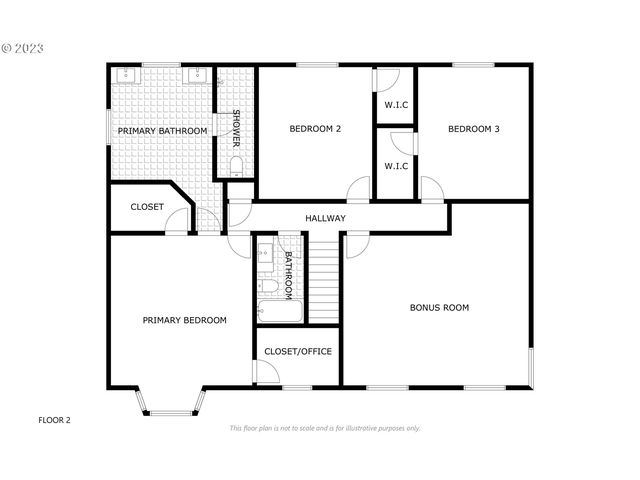 © 2023
PRIMARY BATHROOM
SHOWER
BEDROOM 2
W.I.C
BEDROOM 3
W.I.C
CLOSET
HALLWAY
BATHROOM
PRIMARY BEDROOM
BONUS ROOM
CLOSET/OFFICE
FLOOR 2
This floor plan is not to scale and is for illustrative purposes only.